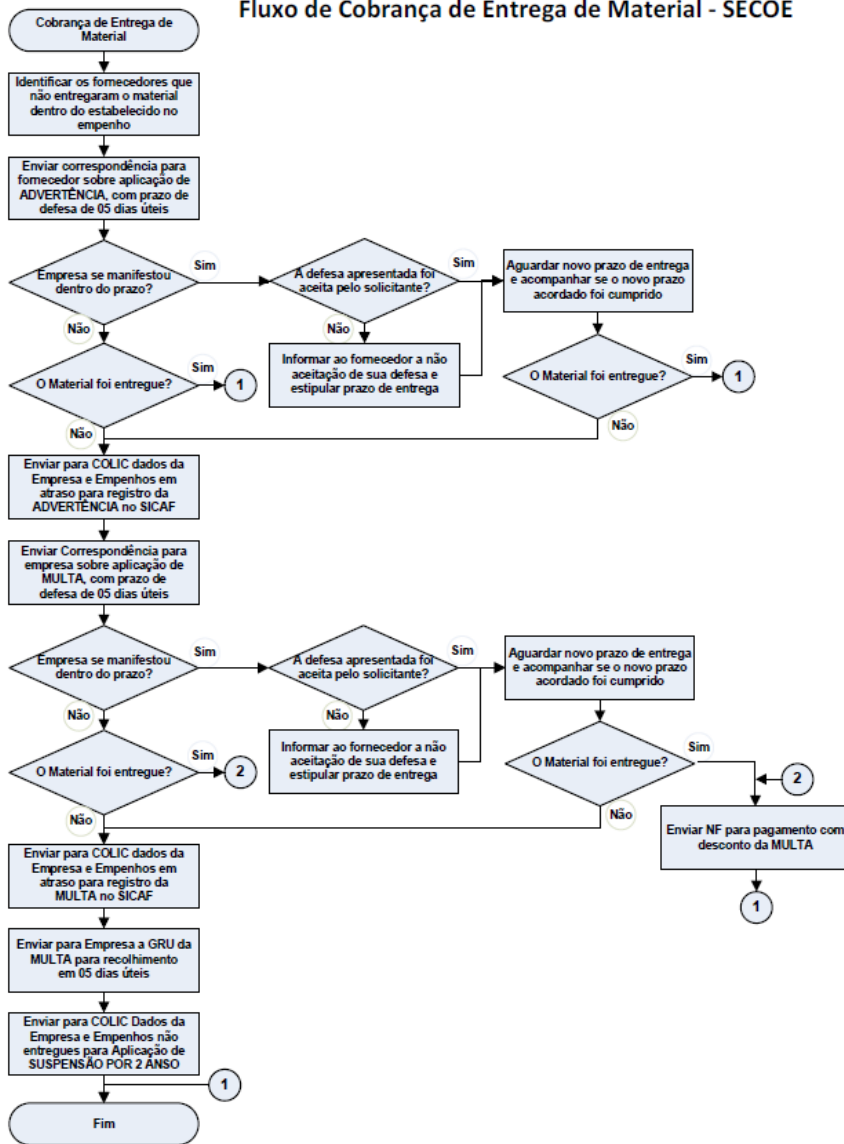 Fluxo de Cobrança de Entrega de Material - SECOE
Cobrança de Entrega de
Material
Identificar os fornecedores que
não entregaram o material
dentro do estabelecido no
empenho
Enviar correspondência para
fornecedor sobre aplicação de
ADVERTÊNCIA, com prazo de
defesa de 05 dias úteis
Empresa se manifestou
dentro do prazo?
Sim
A defesa apresentada foi
aceita pelo solicitante?
Sim
Aguardar novo prazo de entrega
e acompanhar se o novo prazo
acordado foi cumprido
Não
Não
O Material foi entregue?
Sim
1
Informar ao fornecedor a não
aceitação de sua defesa e
estipular prazo de entrega
O Material foi entregue?
Sim
1
Não
Não
Enviar para COLIC dados da
Empresa e Empenhos em
atraso para registro da
ADVERTÊNCIA no SICAF
Enviar Correspondência para
empresa sobre aplicação de
MULTA, com prazo de
defesa de 05 dias úteis
Empresa se manifestou
dentro do prazo?
Sim
A defesa apresentada foi
aceita pelo solicitante?
Sim
Aguardar novo prazo de entrega
e acompanhar se o novo prazo
acordado foi cumprido
Não
Não
O Material foi entregue?
Sim
2
Informar ao fornecedor a não
aceitação de sua defesa e
estipular prazo de entrega
O Material foi entregue?
Sim
2
Não
Não
Enviar NF para pagamento com
desconto da MULTA
1
Enviar para COLIC dados da
Empresa e Empenhos em
atraso para registro da
MULTA no SICAF
Enviar para Empresa a GRU da
MULTA para recolhimento
em 05 dias úteis
Enviar para COLIC Dados da
Empresa e Empenhos não
entregues para Aplicação de
SUSPENSÃO POR 2 ANSO
1
Fim